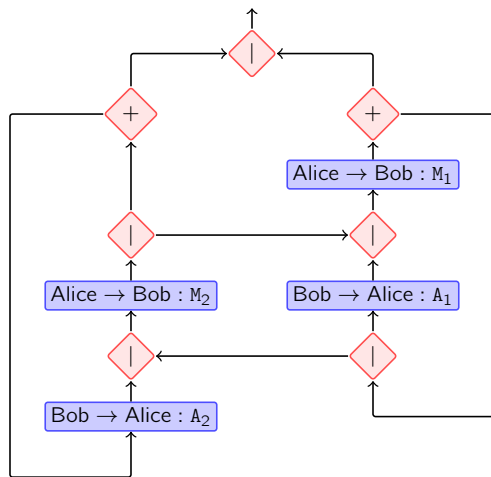 |
+ +
Alice → Bob : M₁
| |
Alice → Bob : M₂ Bob → Alice : A₁
| |
Bob → Alice : A₂